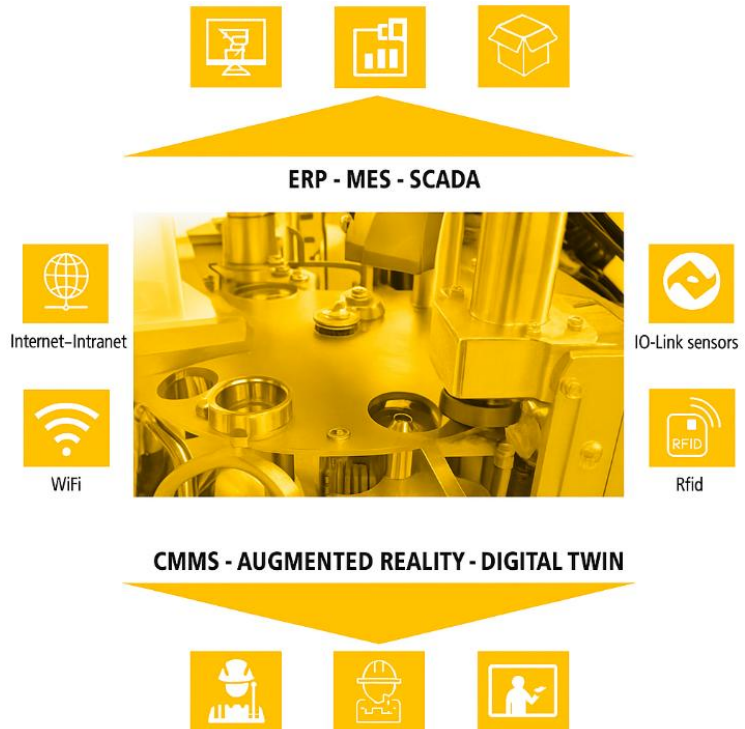 ERP - MES - SCADA
Internet–Intranet
IO-Link sensors
WiFi
RFID
Rfid
CMMS - AUGMENTED REALITY - DIGITAL TWIN